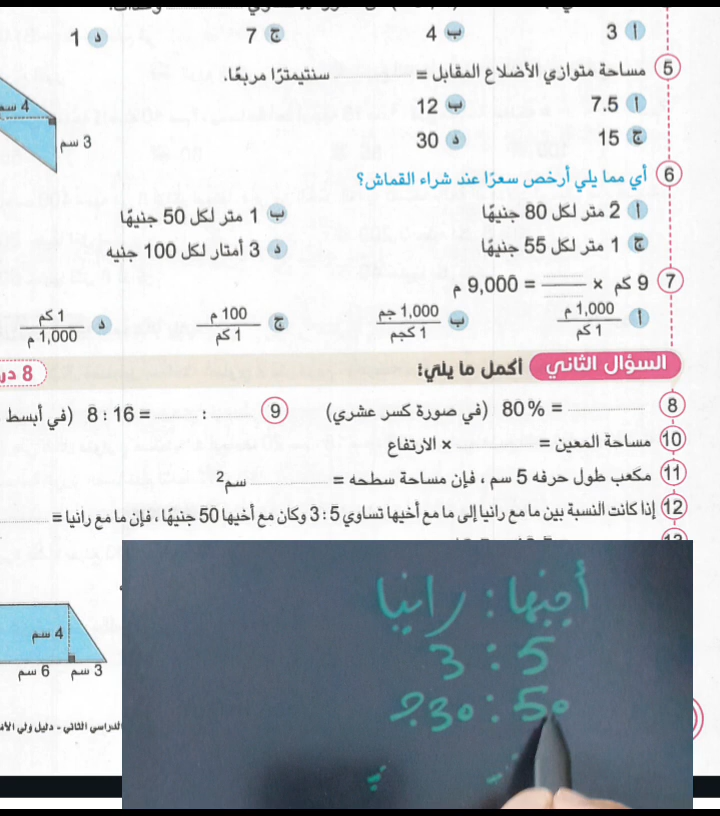 أ 3 ب 4 ج 7 د 1
5 مساحة متوازي الأضلاع المقابل = ______ سنتيمترًا مربعًا.
أ 7.5 ب 12
ج 15 د 30
4 سم
3 سم
6 أي مما يلي أرخص سعرًا عند شراء القماش؟
أ 2 متر لكل 80 جنيهًا ب 1 متر لكل 50 جنيهًا
ج 1 متر لكل 55 جنيهًا د 3 أمتار لكل 100 جنيه
7 9 كم × ______ = 9,000 م
أ 1,000 م / 1 كم ب 1,000 جم / 1 كجم ج 100 م / 1 كم د 1 كم / 1,000 م
السؤال الثاني أكمل ما يلي:
8 80 % = ______ (في صورة كسر عشري) 9 8 : 16 = ___ : ___ (في أبسط
10 مساحة المعين = ______ × الارتفاع
11 مكعب طول حرفه 5 سم ، فإن مساحة سطحه = ______ سم2
12 إذا كانت النسبة بين ما مع رانيا إلى ما مع أخيها تساوي 5 : 3 وكان مع أخيها 50 جنيهًا ، فإن ما مع رانيا =
أخيها : رانيا
3 : 5
30 : 50
4 سم
6 سم 3 سم